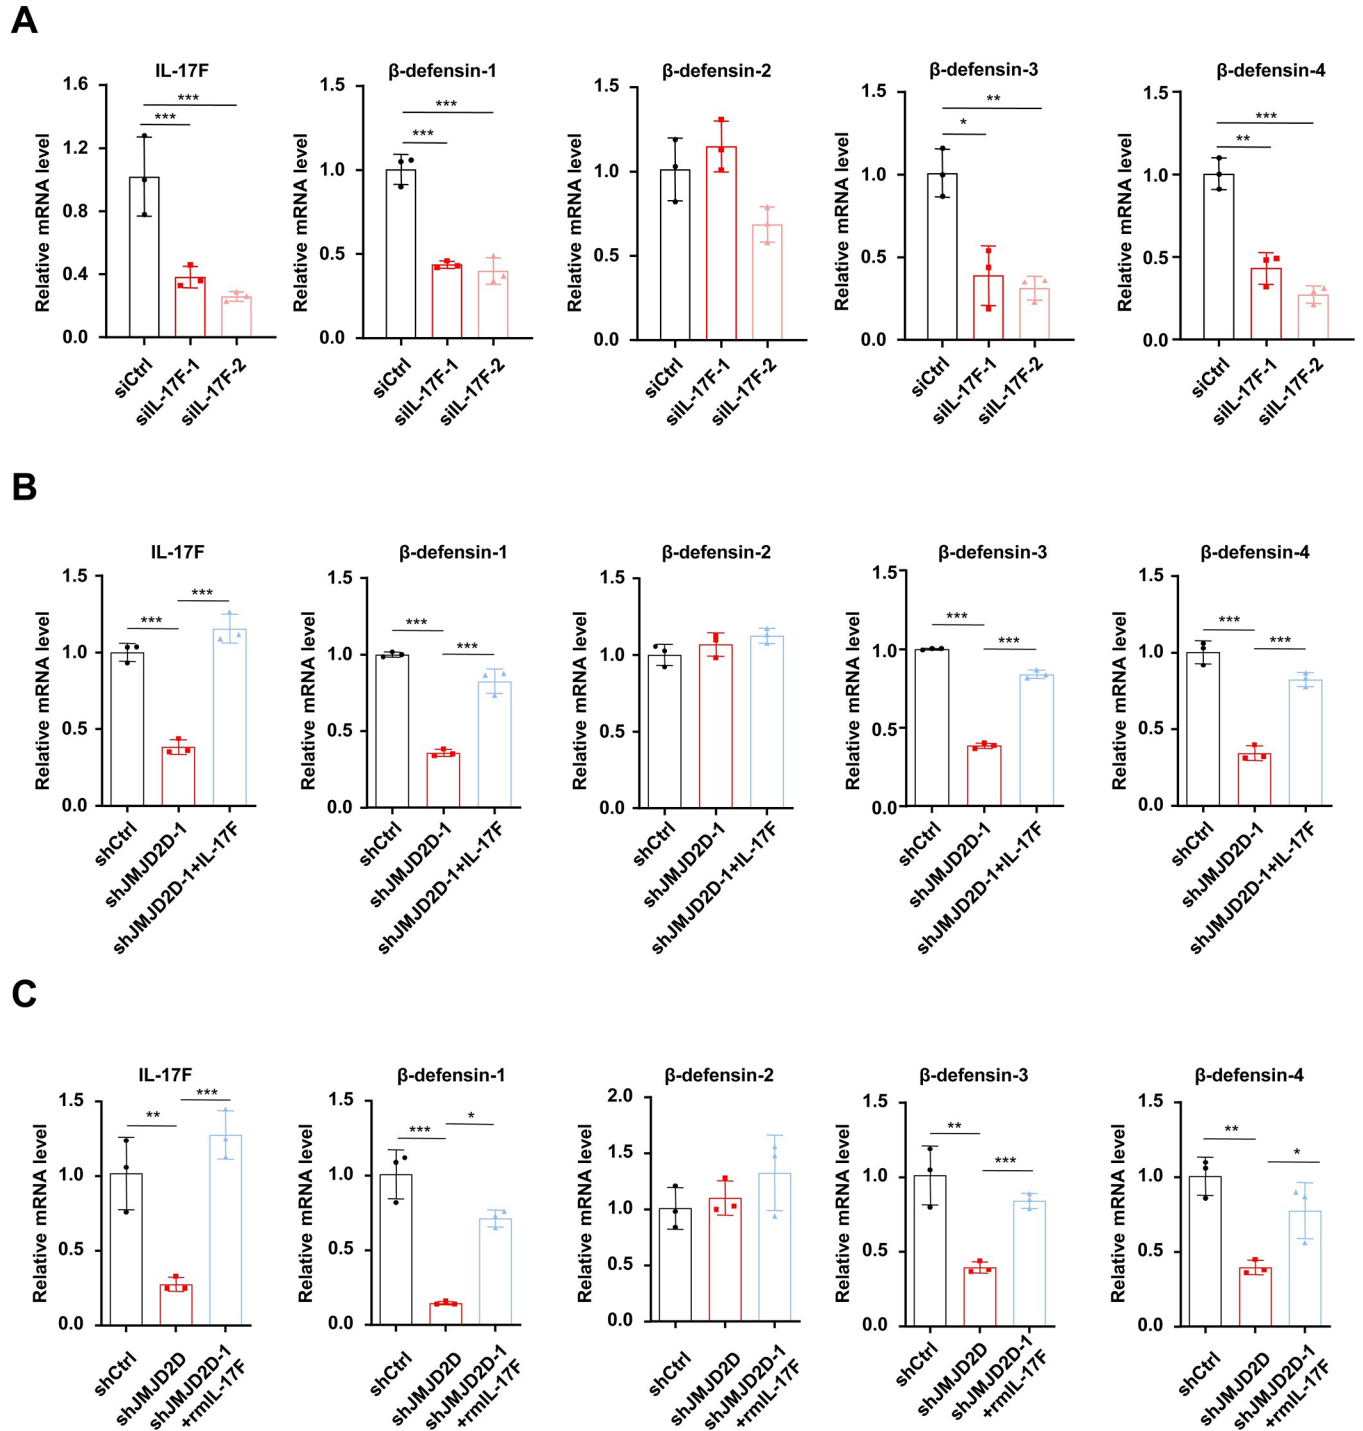 A
IL-17F
Relative mRNA level
1.6
1.2
0.8
0.4
0.0
***
***
siCtrl
siIL-17F-1
siIL-17F-2
β-defensin-1
Relative mRNA level
1.5
1.0
0.5
0.0
***
***
siCtrl
siIL-17F-1
siIL-17F-2
β-defensin-2
Relative mRNA level
1.5
1.0
0.5
0.0
siCtrl
siIL-17F-1
siIL-17F-2
β-defensin-3
Relative mRNA level
1.5
1.0
0.5
0.0
**
*
siCtrl
siIL-17F-1
siIL-17F-2
β-defensin-4
Relative mRNA level
1.5
1.0
0.5
0.0
***
**
siCtrl
siIL-17F-1
siIL-17F-2
B
IL-17F
Relative mRNA level
1.5
1.0
0.5
0.0
***
***
shCtrl
shJMJD2D-1
shJMJD2D-1+IL-17F
β-defensin-1
Relative mRNA level
1.5
1.0
0.5
0.0
***
***
shCtrl
shJMJD2D-1
shJMJD2D-1+IL-17F
β-defensin-2
Relative mRNA level
1.5
1.0
0.5
0.0
shCtrl
shJMJD2D-1
shJMJD2D-1+IL-17F
β-defensin-3
Relative mRNA level
1.5
1.0
0.5
0.0
***
***
shCtrl
shJMJD2D-1
shJMJD2D-1+IL-17F
β-defensin-4
Relative mRNA level
1.5
1.0
0.5
0.0
***
***
shCtrl
shJMJD2D-1
shJMJD2D-1+IL-17F
C
IL-17F
Relative mRNA level
1.5
1.0
0.5
0.0
**
***
shCtrl
shJMJD2D
shJMJD2D-1
+rmIL-17F
β-defensin-1
Relative mRNA level
1.5
1.0
0.5
0.0
***
*
shCtrl
shJMJD2D
shJMJD2D-1
+rmIL-17F
β-defensin-2
Relative mRNA level
2.0
1.5
1.0
0.5
0.0
shCtrl
shJMJD2D
shJMJD2D-1
+rmIL-17F
β-defensin-3
Relative mRNA level
1.5
1.0
0.5
0.0
**
***
shCtrl
shJMJD2D
shJMJD2D-1
+rmIL-17F
β-defensin-4
Relative mRNA level
1.5
1.0
0.5
0.0
**
*
shCtrl
shJMJD2D
shJMJD2D-1
+rmIL-17F